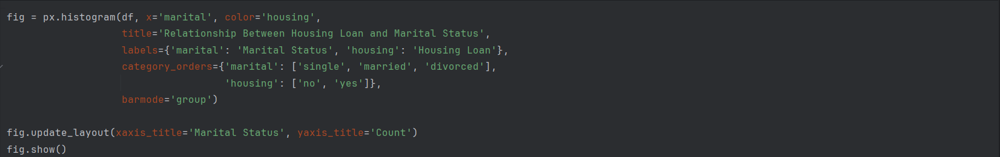 fig = px.histogram(df, x='marital', color='housing',
                   title='Relationship Between Housing Loan and Marital Status',
                   labels={'marital': 'Marital Status', 'housing': 'Housing Loan'},
                   category_orders={'marital': ['single', 'married', 'divorced'],
                                    'housing': ['no', 'yes']},
                   barmode='group')

fig.update_layout(xaxis_title='Marital Status', yaxis_title='Count')
fig.show()